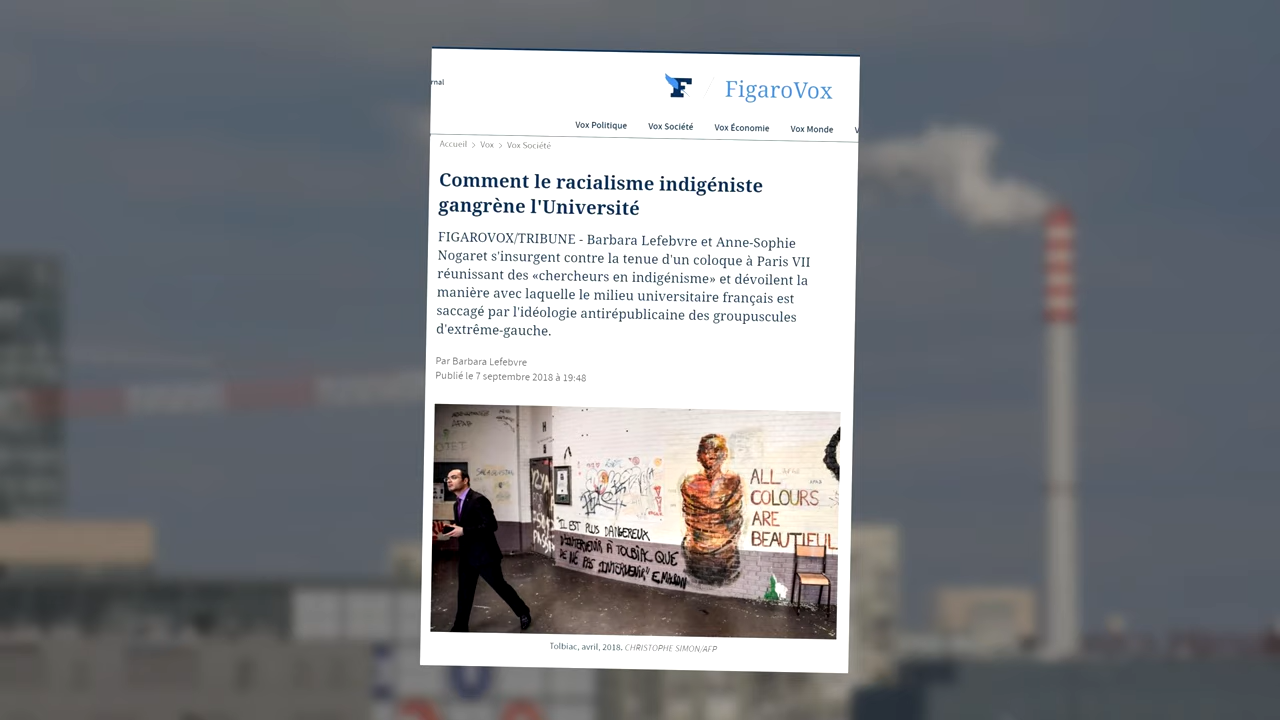 rnal
F
FigaroVox
Vox Politique Vox Société Vox Économie Vox Monde V
Accueil > Vox > Vox Société
Comment le racialisme indigéniste
gangrène l'Université
FIGAROVOX/TRIBUNE - Barbara Lefebvre et Anne-Sophie
Nogaret s'insurgent contre la tenue d'un coloque à Paris VII
réunissant des «chercheurs en indigénisme» et dévoilent la
manière avec laquelle le milieu universitaire français est
saccagé par l'idéologie antirépublicaine des groupuscules
d'extrême-gauche.
Par Barbara Lefebvre
Publié le 7 septembre 2018 à 19:48
ALL
COLOURS
ARE
BEAUTIFUL
"IL EST PLUS DANGEREUX
D'INTERVENIR A TOLBIAC QUE
DE NE PAS INTERVENIR"
Tolbiac, avril, 2018. CHRISTOPHE SIMON/AFP